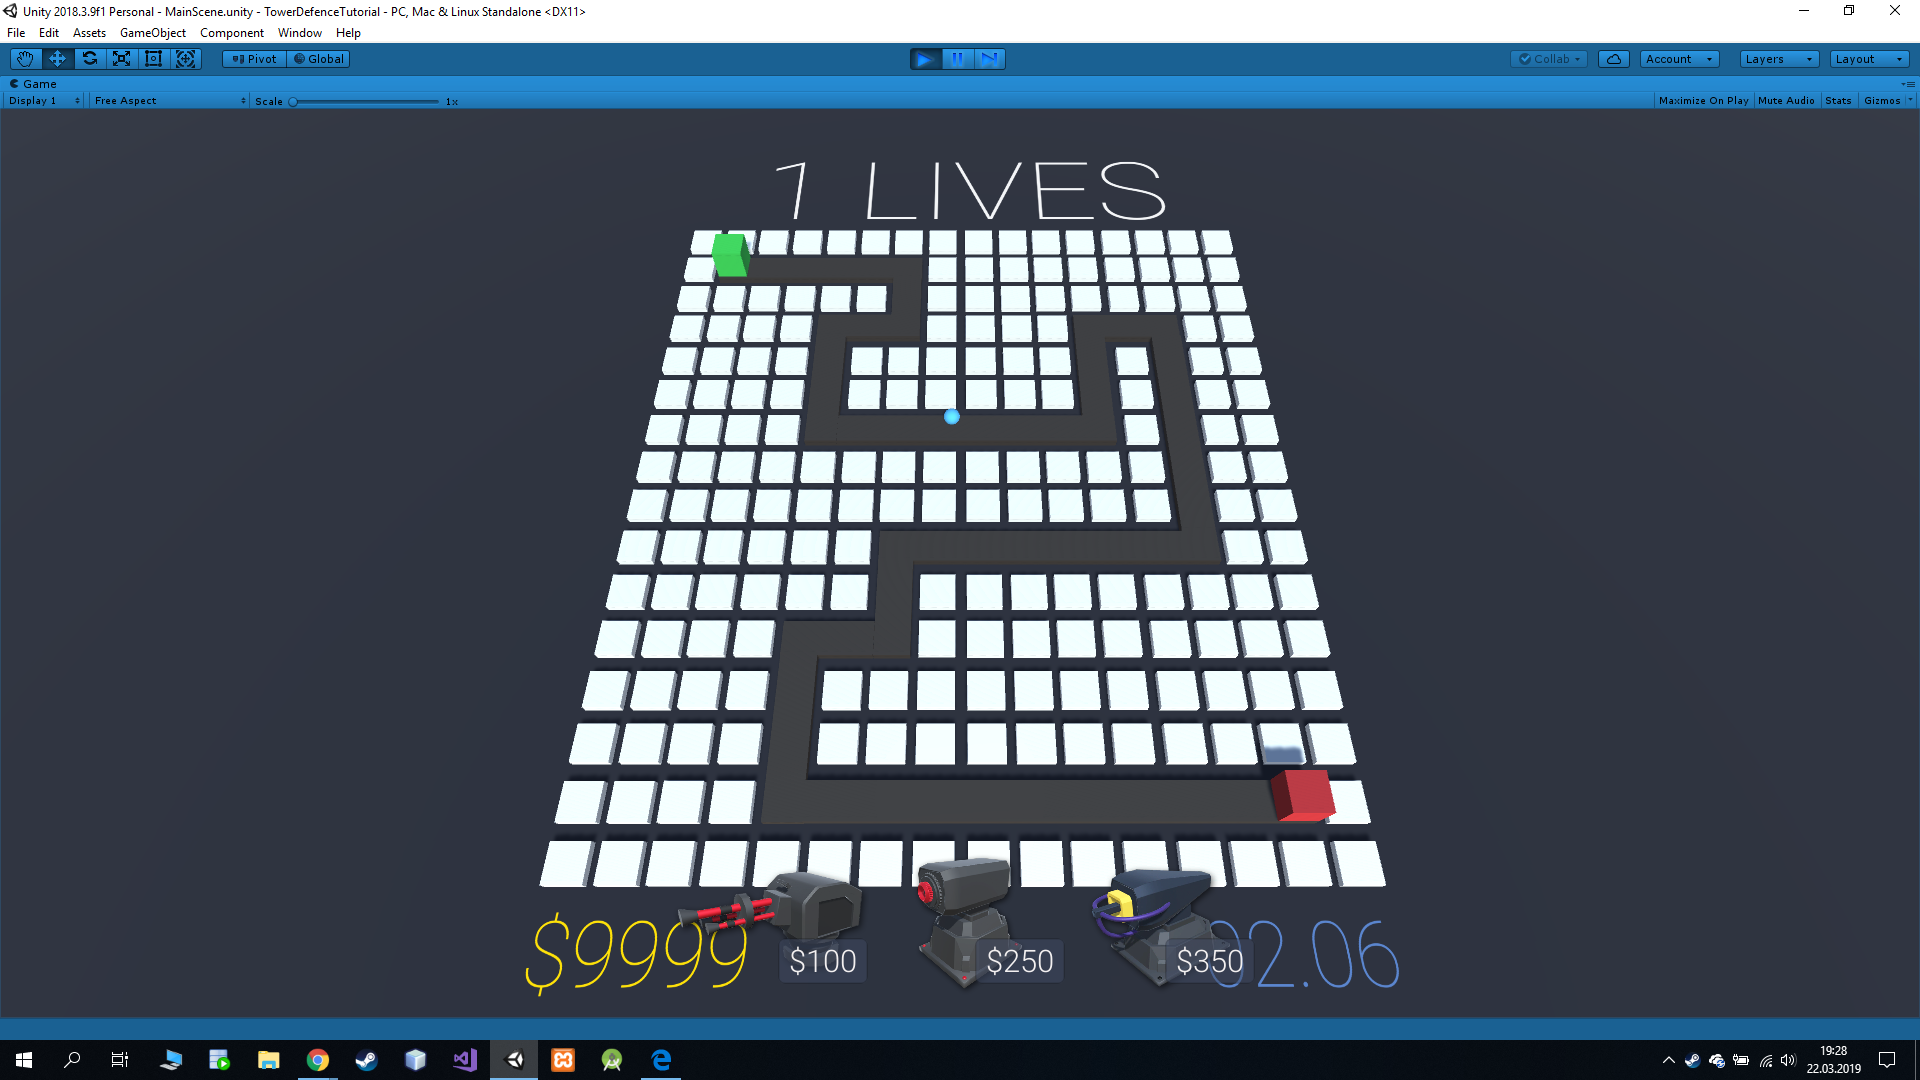 Unity 2018.3.9f1 Personal - MainScene.unity - TowerDefenceTutorial - PC, Mac & Linux Standalone <DX11>
File Edit Assets GameObject Component Window Help
Pivot Global Collab Account Layers Layout
Game
Display 1 Free Aspect Scale 1x Maximize On Play Mute Audio Stats Gizmos
1 LIVES
$9999 $100 $250 $350 02.06
19:28
22.03.2019